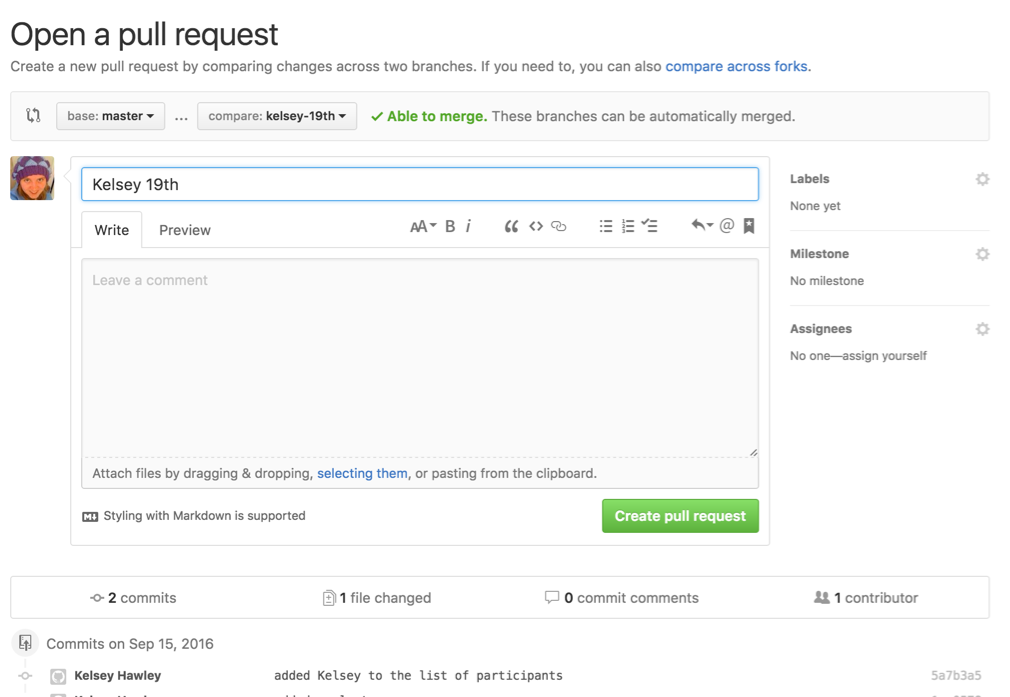 Open a pull request
Create a new pull request by comparing changes across two branches. If you need to, you can also compare across forks.
base: master ... compare: kelsey-19th Able to merge. These branches can be automatically merged.
Kelsey 19th
Write Preview AA B i @
Leave a comment
Attach files by dragging & dropping, selecting them, or pasting from the clipboard.
Styling with Markdown is supported
Create pull request
Labels
None yet
Milestone
No milestone
Assignees
No one—assign yourself
2 commits 1 file changed 0 commit comments 1 contributor
Commits on Sep 15, 2016
Kelsey Hawley added Kelsey to the list of participants 5a7b3a5